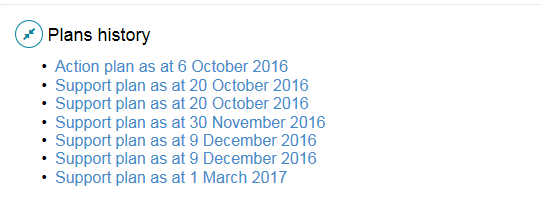 Plans history
Action plan as at 6 October 2016
Support plan as at 20 October 2016
Support plan as at 20 October 2016
Support plan as at 30 November 2016
Support plan as at 9 December 2016
Support plan as at 9 December 2016
Support plan as at 1 March 2017